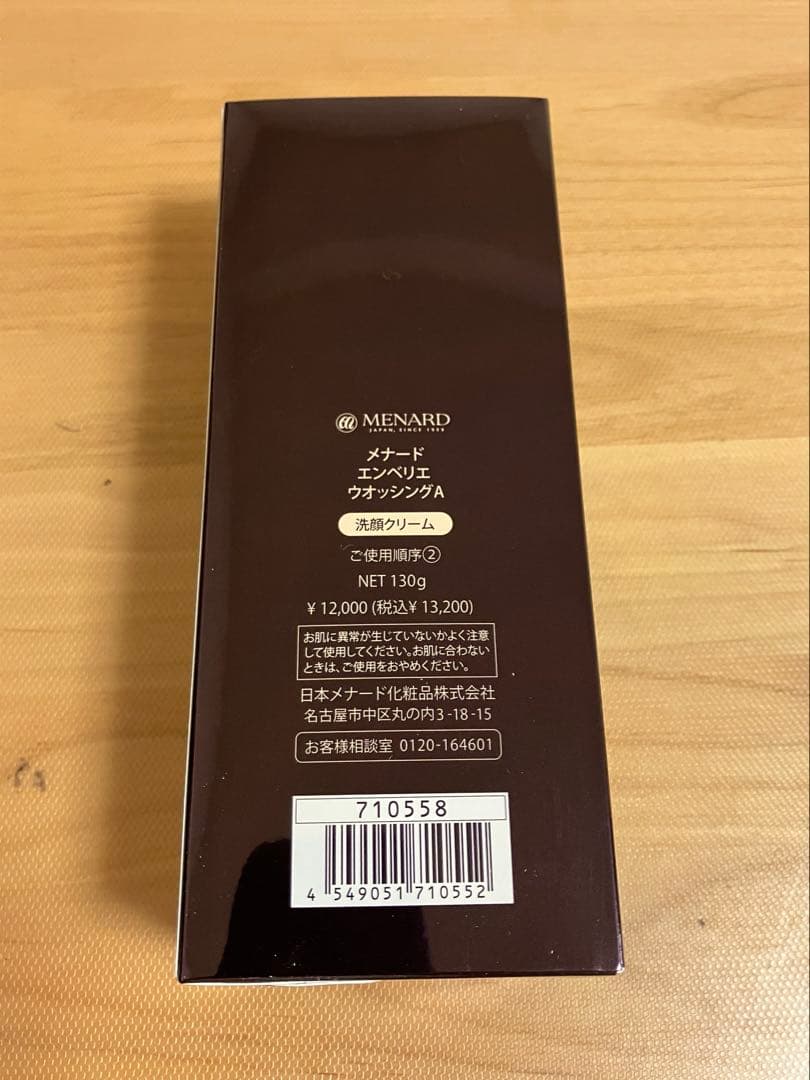 MENARD
JAPAN, SINCE 1959
メナード
エンベリエ
ウオッシングA
洗顔クリーム
ご使用順序②
NET 130g
¥ 12,000 (税込¥ 13,200)
お肌に異常が生じていないかよく注意
して使用してください。お肌に合わない
ときは、ご使用をおやめください。
日本メナード化粧品株式会社
名古屋市中区丸の内3-18-15
お客様相談室 0120-164601
710558
4 549051 710552